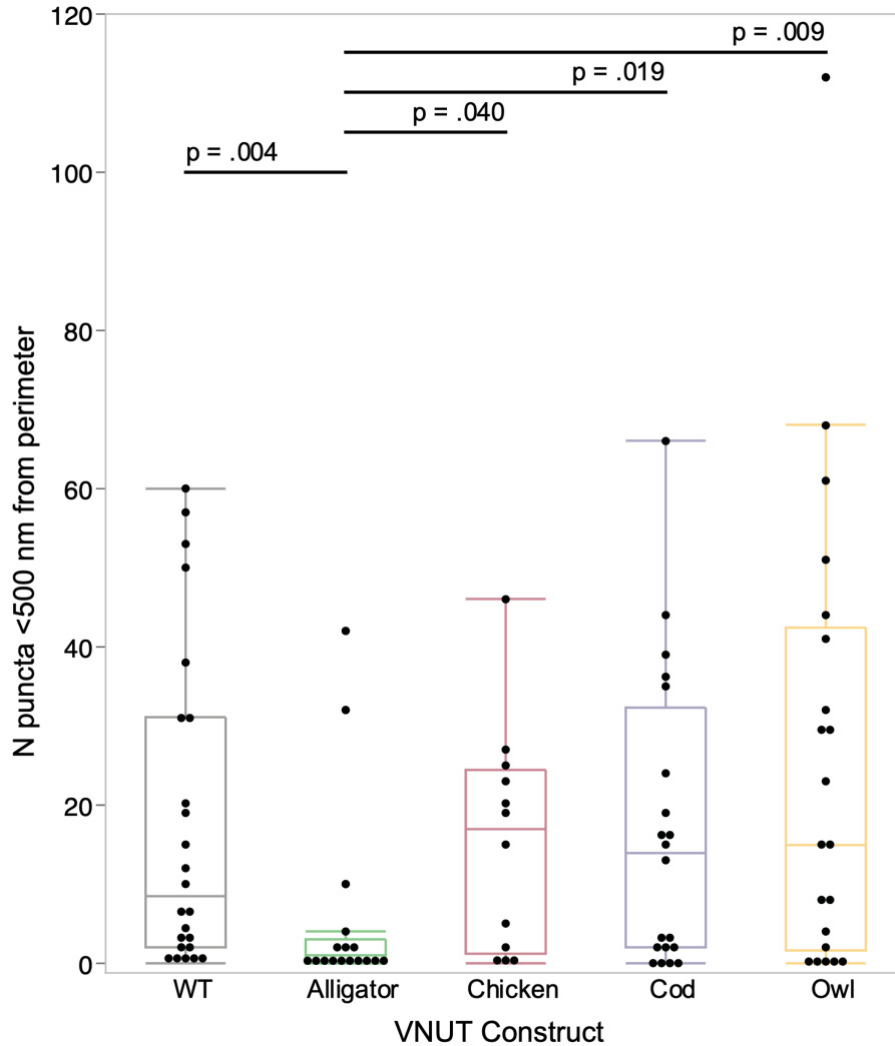 120
p = .009
p = .019
p = .040
p = .004
100
80
60
40
20
0
N puncta <500 nm from perimeter
WT Alligator Chicken Cod Owl
VNUT Construct